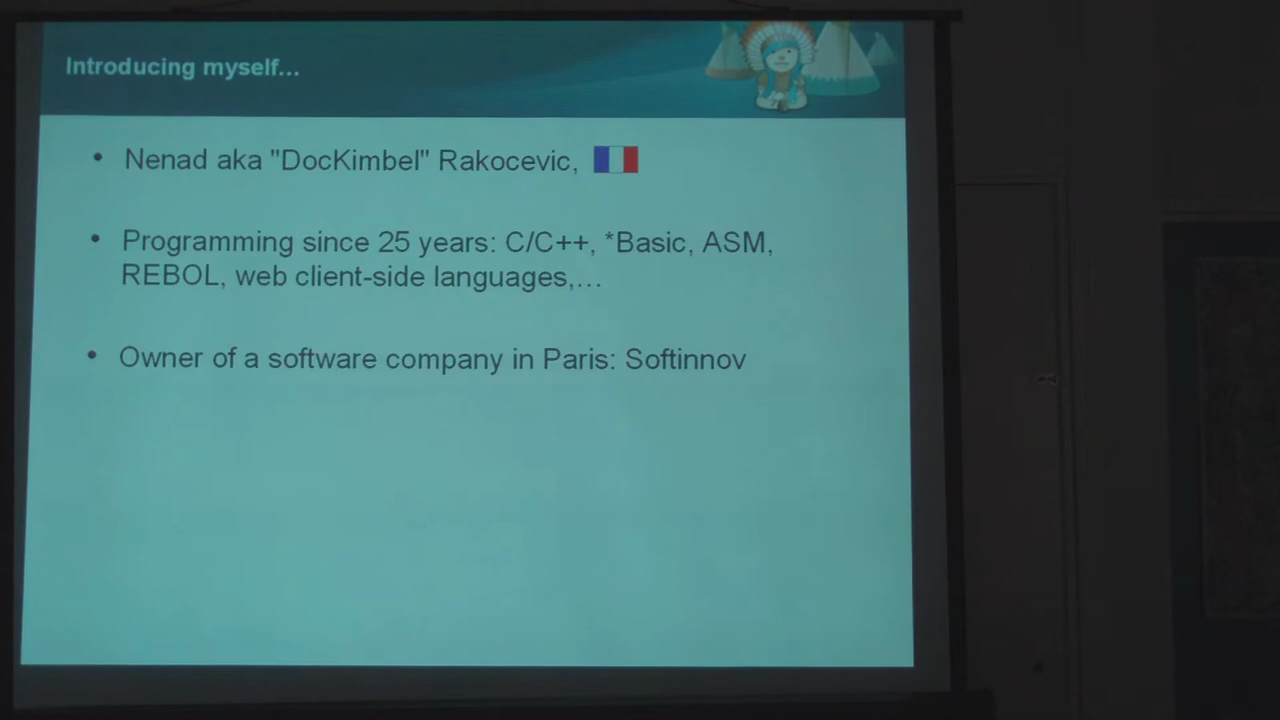 Introducing myself...
• Nenad aka "DocKimbel" Rakocevic,
• Programming since 25 years: C/C++, *Basic, ASM,
REBOL, web client-side languages,...
• Owner of a software company in Paris: Softinnov